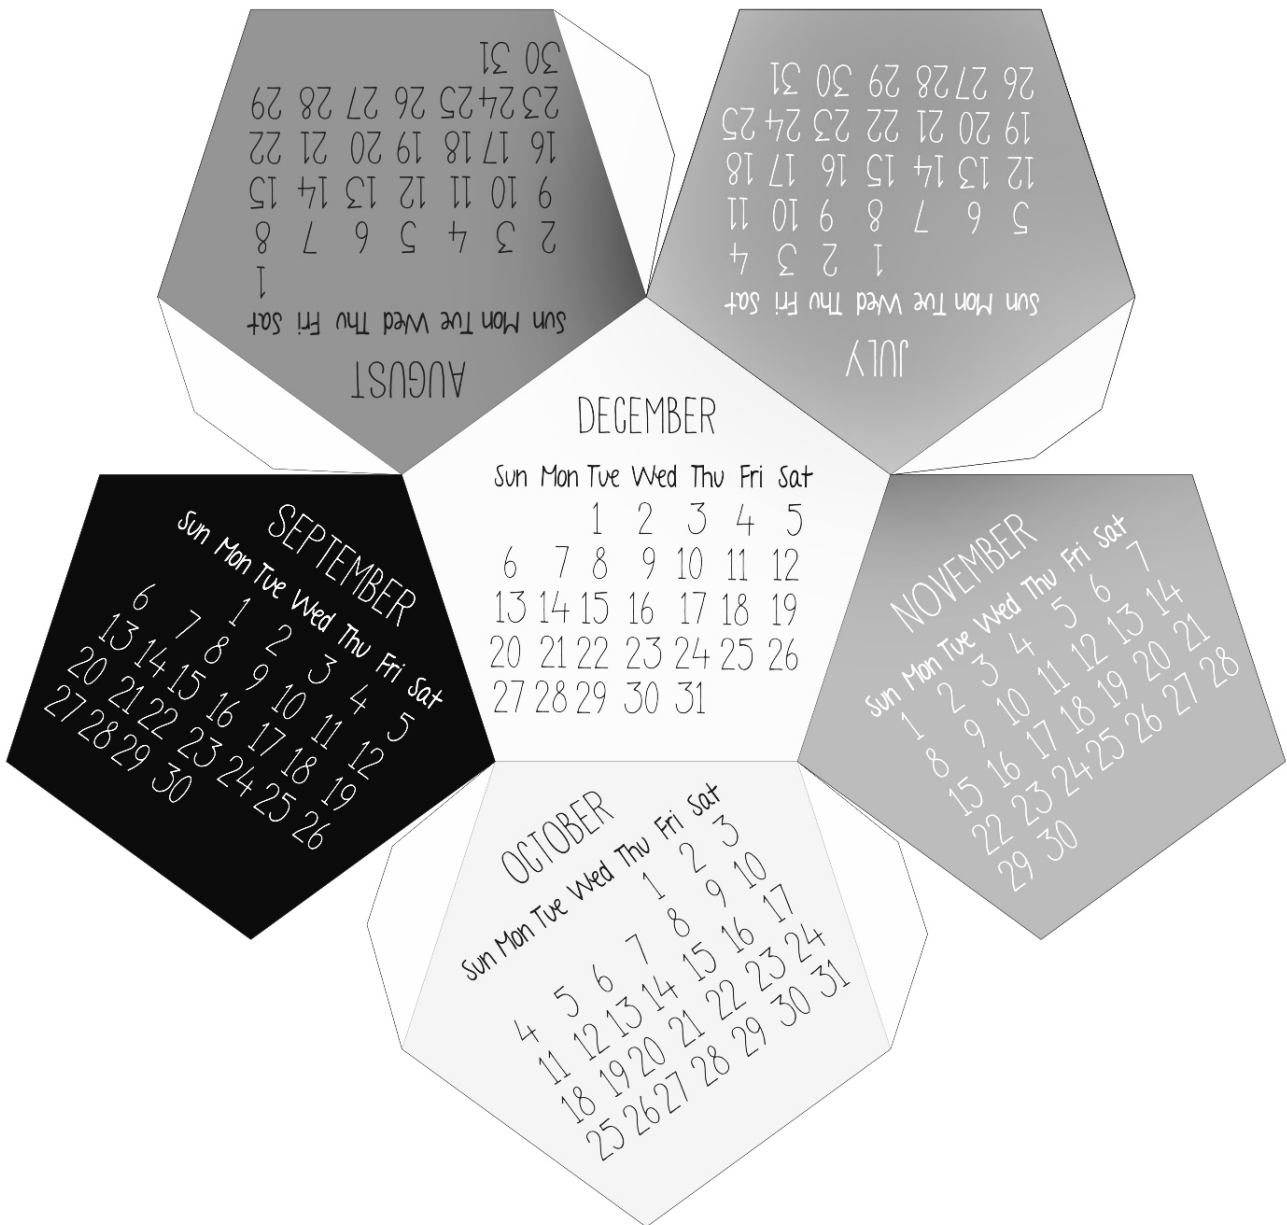 AUGUST
Sun Mon Tue Wed Thu Fri Sat
1
2 3 4 5 6 7 8
9 10 11 12 13 14 15
16 17 18 19 20 21 22
23 24 25 26 27 28 29
30 31
JULY
Sun Mon Tue Wed Thu Fri Sat
1 2 3 4
5 6 7 8 9 10 11
12 13 14 15 16 17 18
19 20 21 22 23 24 25
26 27 28 29 30 31
DECEMBER
Sun Mon Tue Wed Thu Fri Sat
1 2 3 4 5
6 7 8 9 10 11 12
13 14 15 16 17 18 19
20 21 22 23 24 25 26
27 28 29 30 31
SEPTEMBER
Sun Mon Tue Wed Thu Fri Sat
1 2 3 4 5
6 7 8 9 10 11 12
13 14 15 16 17 18 19
20 21 22 23 24 25 26
27 28 29 30
NOVEMBER
Sun Mon Tue Wed Thu Fri Sat
1 2 3 4 5 6 7
8 9 10 11 12 13 14
15 16 17 18 19 20 21
22 23 24 25 26 27 28
29 30
OCTOBER
Sun Mon Tue Wed Thu Fri Sat
1 2 3
4 5 6 7 8 9 10
11 12 13 14 15 16 17
18 19 20 21 22 23 24
25 26 27 28 29 30 31